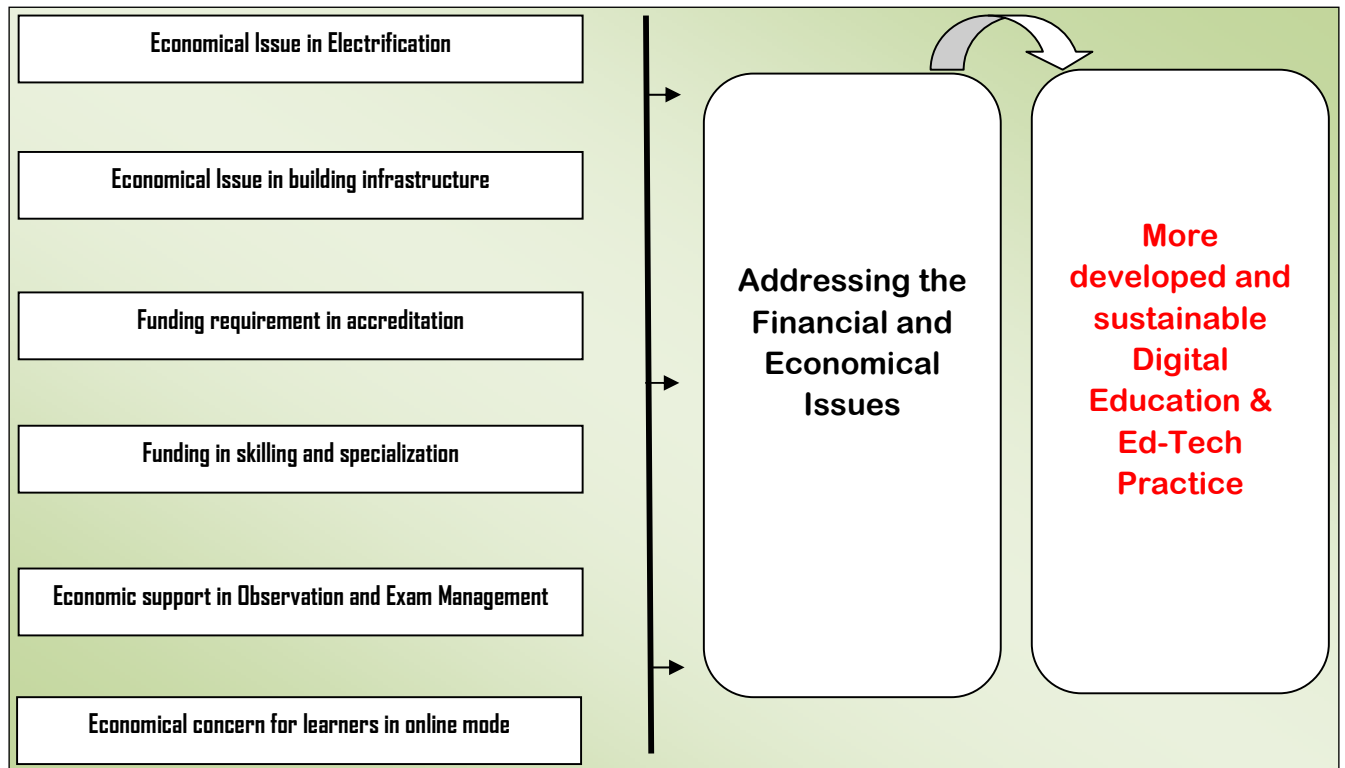 Economical Issue in Electrification
Economical Issue in building infrastructure
Funding requirement in accreditation
Funding in skilling and specialization
Economic support in Observation and Exam Management
Economical concern for learners in online mode
Addressing the
Financial and
Economical
Issues
More
developed and
sustainable
Digital
Education &
Ed-Tech
Practice